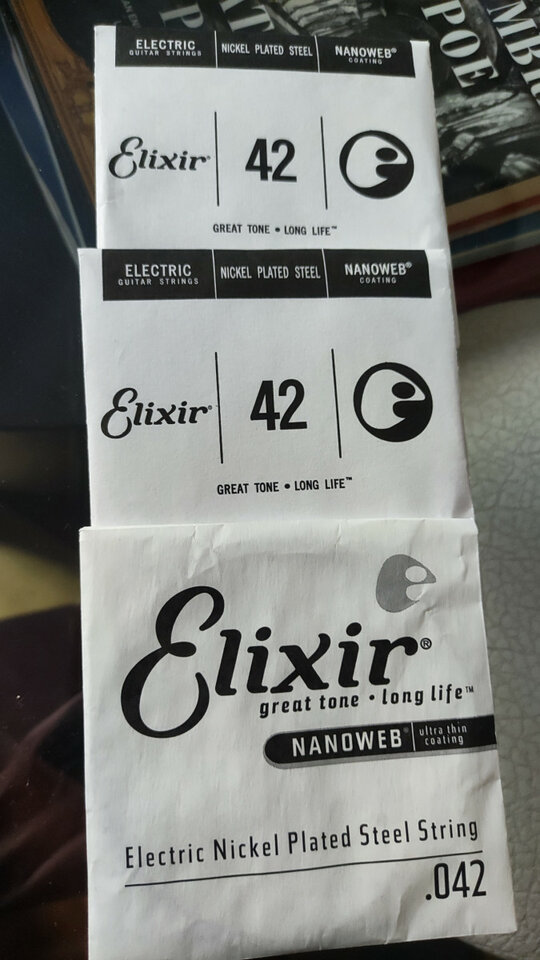 POE
ELECTRIC | NICKEL PLATED STEEL | NANOWEB®
GUITAR STRINGS COATING
Elixir® | 42
GREAT TONE • LONG LIFE™
ELECTRIC | NICKEL PLATED STEEL | NANOWEB®
GUITAR STRINGS COATING
Elixir® | 42
GREAT TONE • LONG LIFE™
Elixir®
great tone • long life™
NANOWEB® | ultra thin
coating
Electric Nickel Plated Steel String
.042